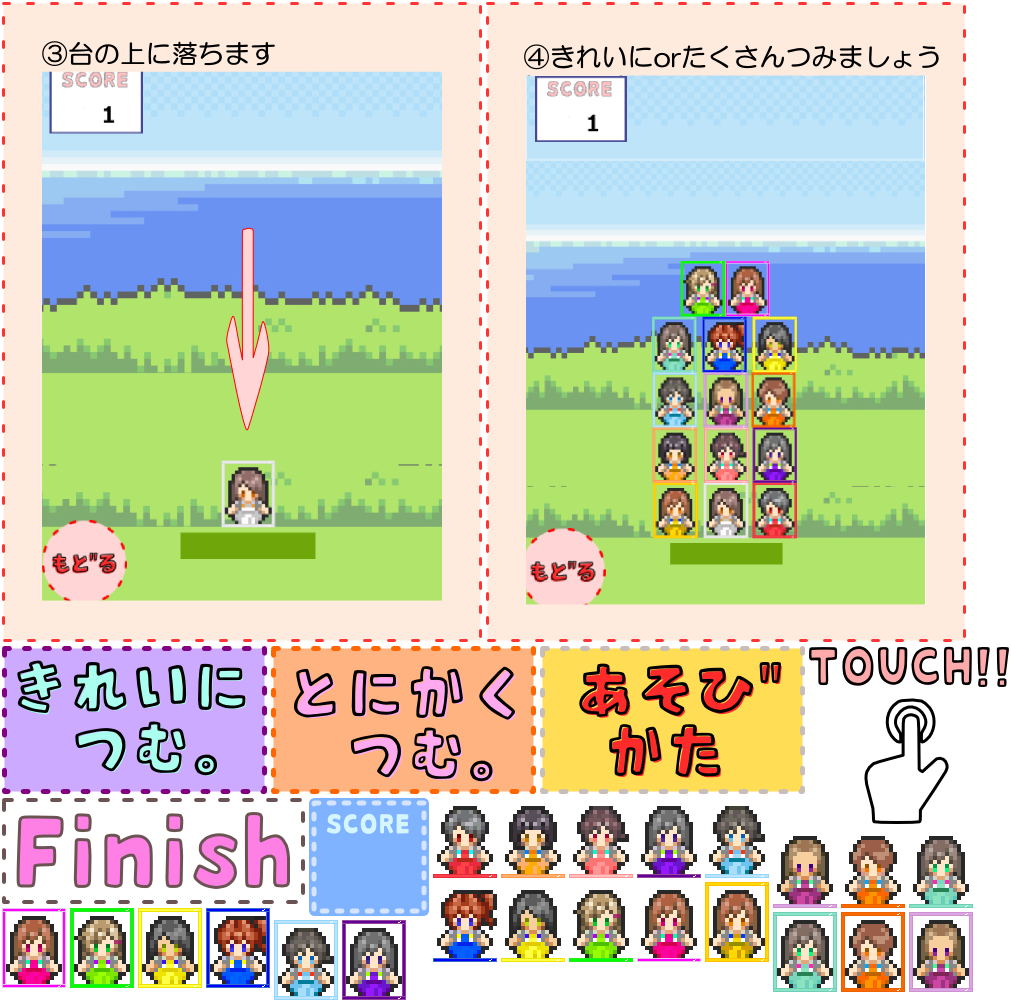 ③台の上に落ちます
SCORE
1
もど"る
④きれいにorたくさんつみましょう
SCORE
1
もど"る
きれいに
つむ。
とにかく
つむ。
あそひ"
かた
TOUCH!!
Finish
SCORE